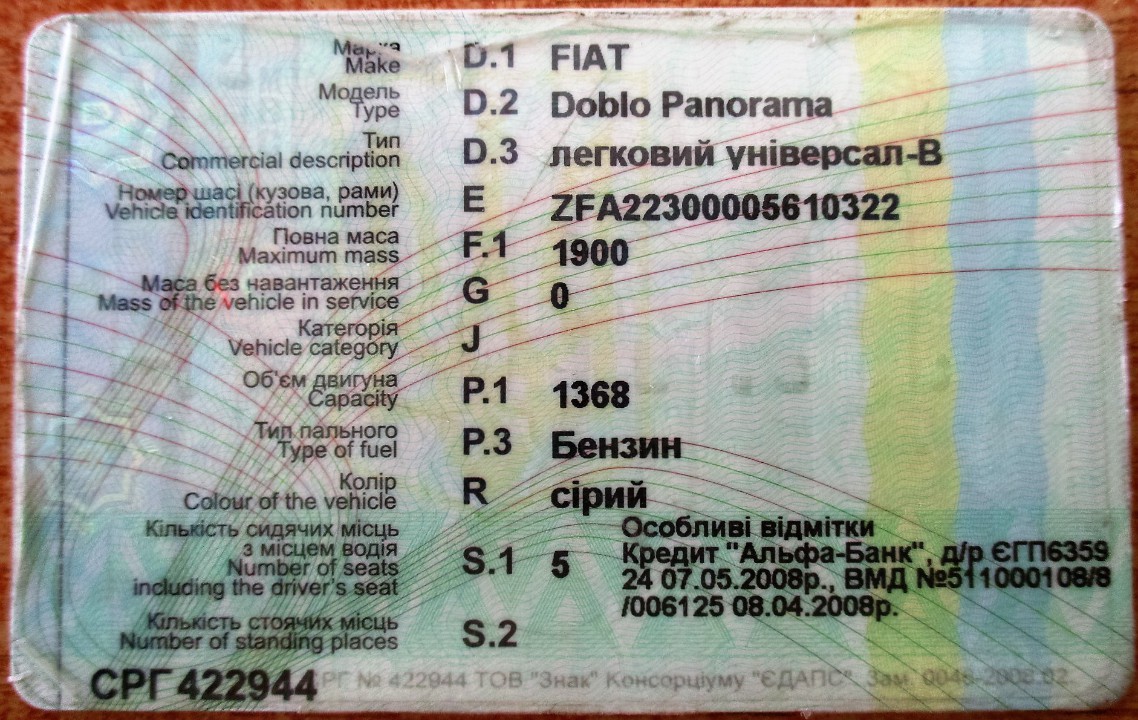 Марка
Make D.1 FIAT
Модель
Type D.2 Doblo Panorama
Тип
Commercial description D.3 легковий універсал-В
Номер шасі (кузова, рами)
Vehicle identification number E ZFA22300005610322
Повна маса
Maximum mass F.1 1900
Маса без навантаження
Mass of the vehicle in service G 0
Категорія
Vehicle category J
Об'єм двигуна
Capacity P.1 1368
Тип пального
Type of fuel P.3 Бензин
Колір
Colour of the vehicle R сірий
Кількість сидячих місць
з місцем водія
Number of seats
including the driver's seat S.1 5
Особливі відмітки
Кредит "Альфа-Банк", д/р ЄГП6359
24 07.05.2008р., ВМД №511000108/8
/006125 08.04.2008р.
Кількість стоячих місць
Number of standing places S.2
СРГ 422944
РГ № 422944 ТОВ "Знак" Консорціуму "ЄДАПС". Зам.